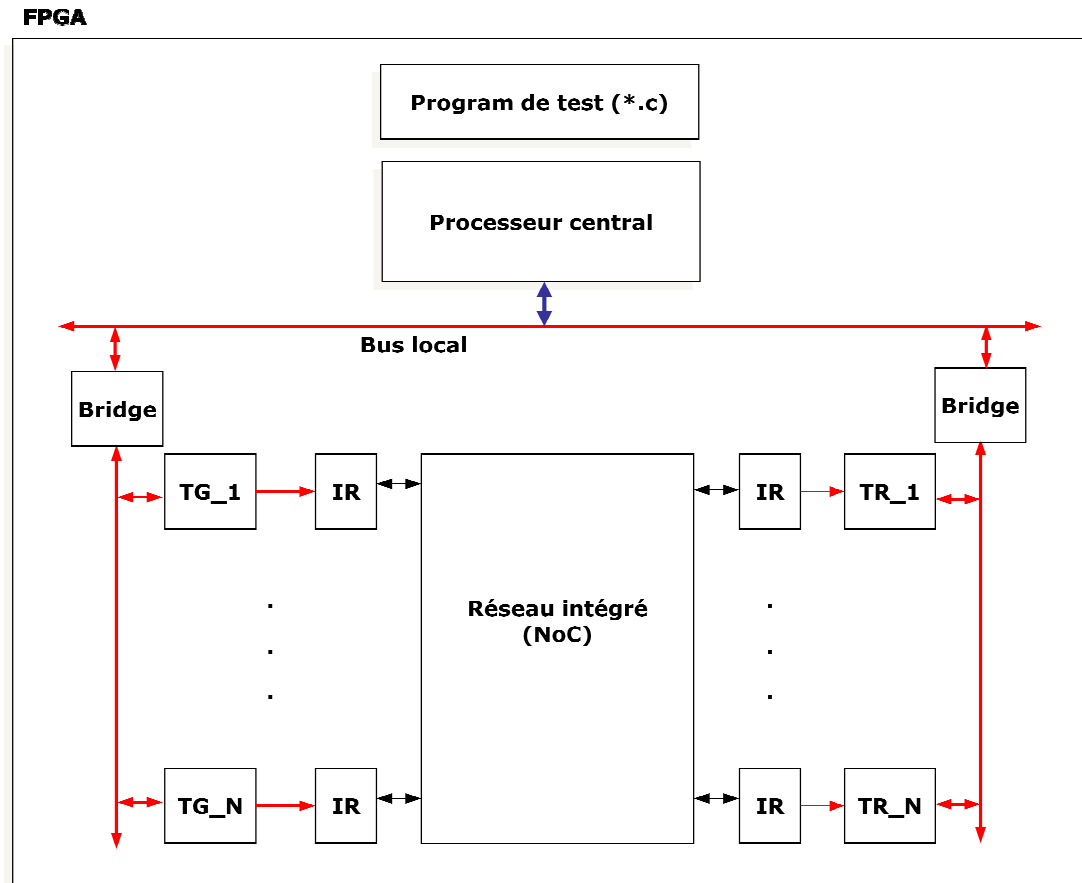 FPGA
Program de test (*.c)
Processeur central
Bus local
Bridge
Bridge
TG_1
IR
IR
TR_1
Réseau intégré
(NoC)
TG_N
IR
IR
TR_N